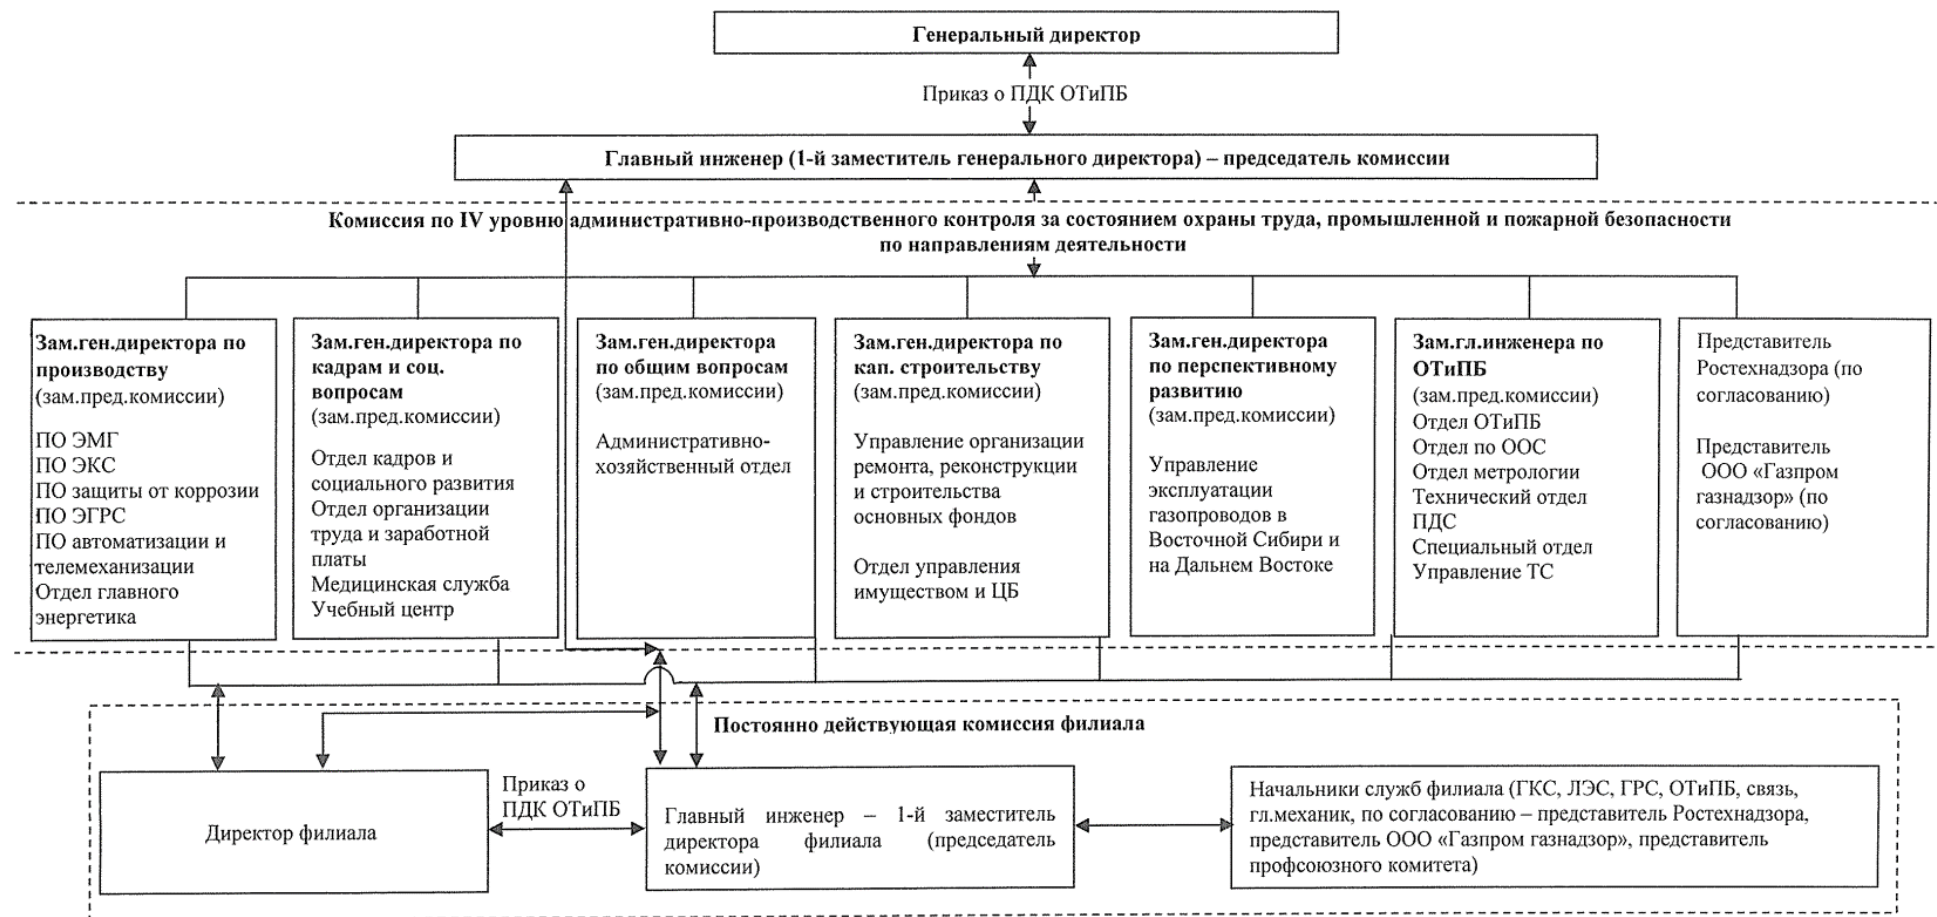 Генеральный директор
Приказ о ПДК ОТиПБ
Главный инженер (1-й заместитель генерального директора) – председатель комиссии
Комиссия по IV уровню административно-производственного контроля за состоянием охраны труда, промышленной и пожарной безопасности
по направлениям деятельности
Зам.ген.директора по
производству
(зам.пред.комиссии)
ПО ЭМГ
ПО ЭКС
ПО защиты от коррозии
ПО ЭГРС
ПО автоматизации и
телемеханизации
Отдел главного
энергетика
Зам.ген.директора по
кадрам и соц.
вопросам
(зам.пред.комиссии)
Отдел кадров и
социального развития
Отдел организации
труда и заработной
платы
Медицинская служба
Учебный центр
Зам.ген.директора
по общим вопросам
(зам.пред.комиссии)
Административно-
хозяйственный отдел
Зам.ген.директора по
кап. строительству
(зам.пред.комиссии)
Управление организации
ремонта, реконструкции
и строительства
основных фондов
Отдел управления
имуществом и ЦБ
Зам.ген.директора
по перспективному
развитию
(зам.пред.комиссии)
Управление
эксплуатации
газопроводов в
Восточной Сибири и
на Дальнем Востоке
Зам.гл.инженера по
ОТиПБ
(зам.пред.комиссии)
Отдел ОТиПБ
Отдел по ООС
Отдел метрологии
Технический отдел
ПДС
Специальный отдел
Управление ТС
Представитель
Ростехнадзора (по
согласованию)
Представитель
ООО «Газпром
газнадзор» (по
согласованию)
Постоянно действующая комиссия филиала
Директор филиала
Приказ о
ПДК ОТиПБ
Главный инженер – 1-й заместитель
директора филиала (председатель
комиссии)
Начальники служб филиала (ГКС, ЛЭС, ГРС, ОТиПБ, связь,
гл.механик, по согласованию – представитель Ростехнадзора,
представитель ООО «Газпром газнадзор», представитель
профсоюзного комитета)